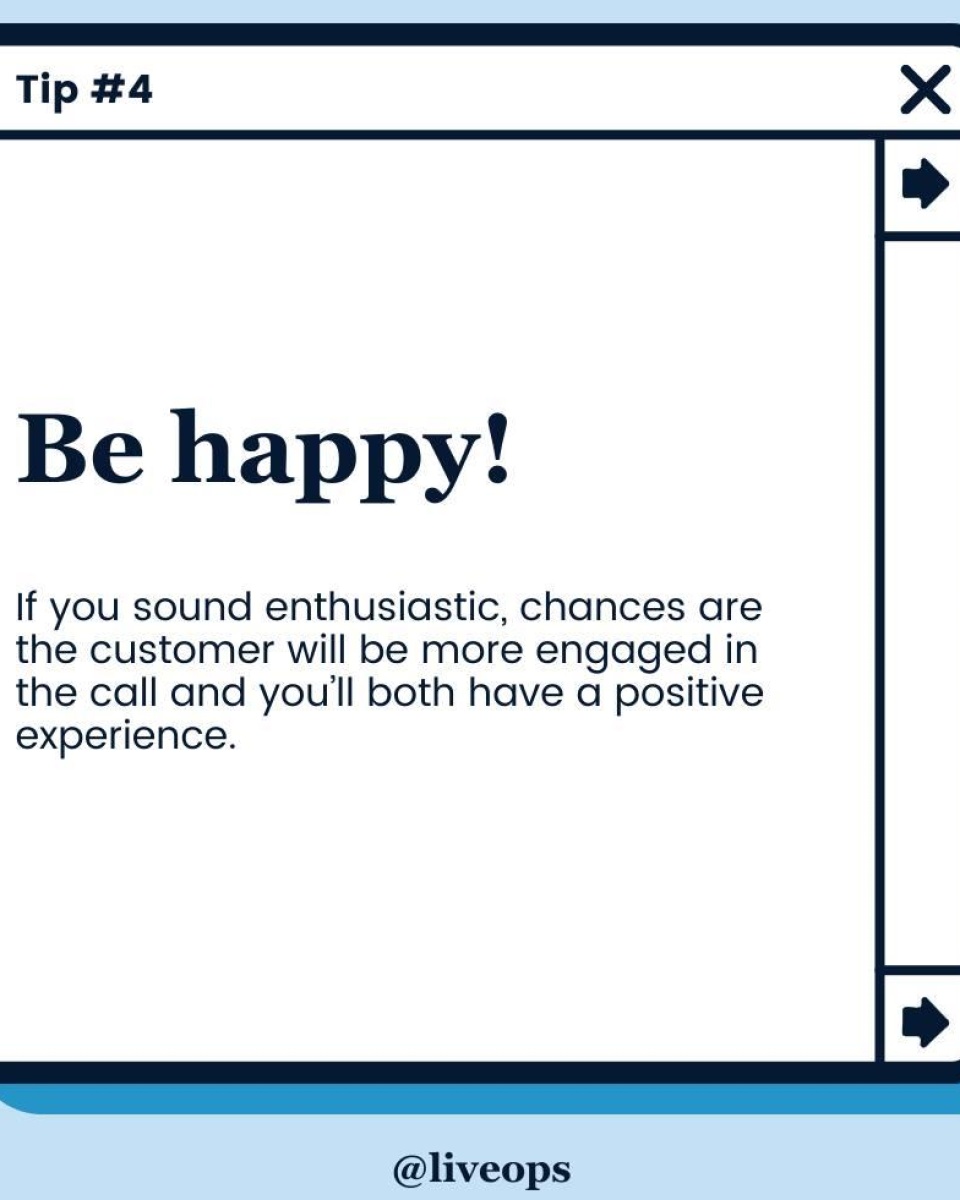 Tip #4
Be happy!
If you sound enthusiastic, chances are
the customer will be more engaged in
the call and you’ll both have a positive
experience.
@liveops